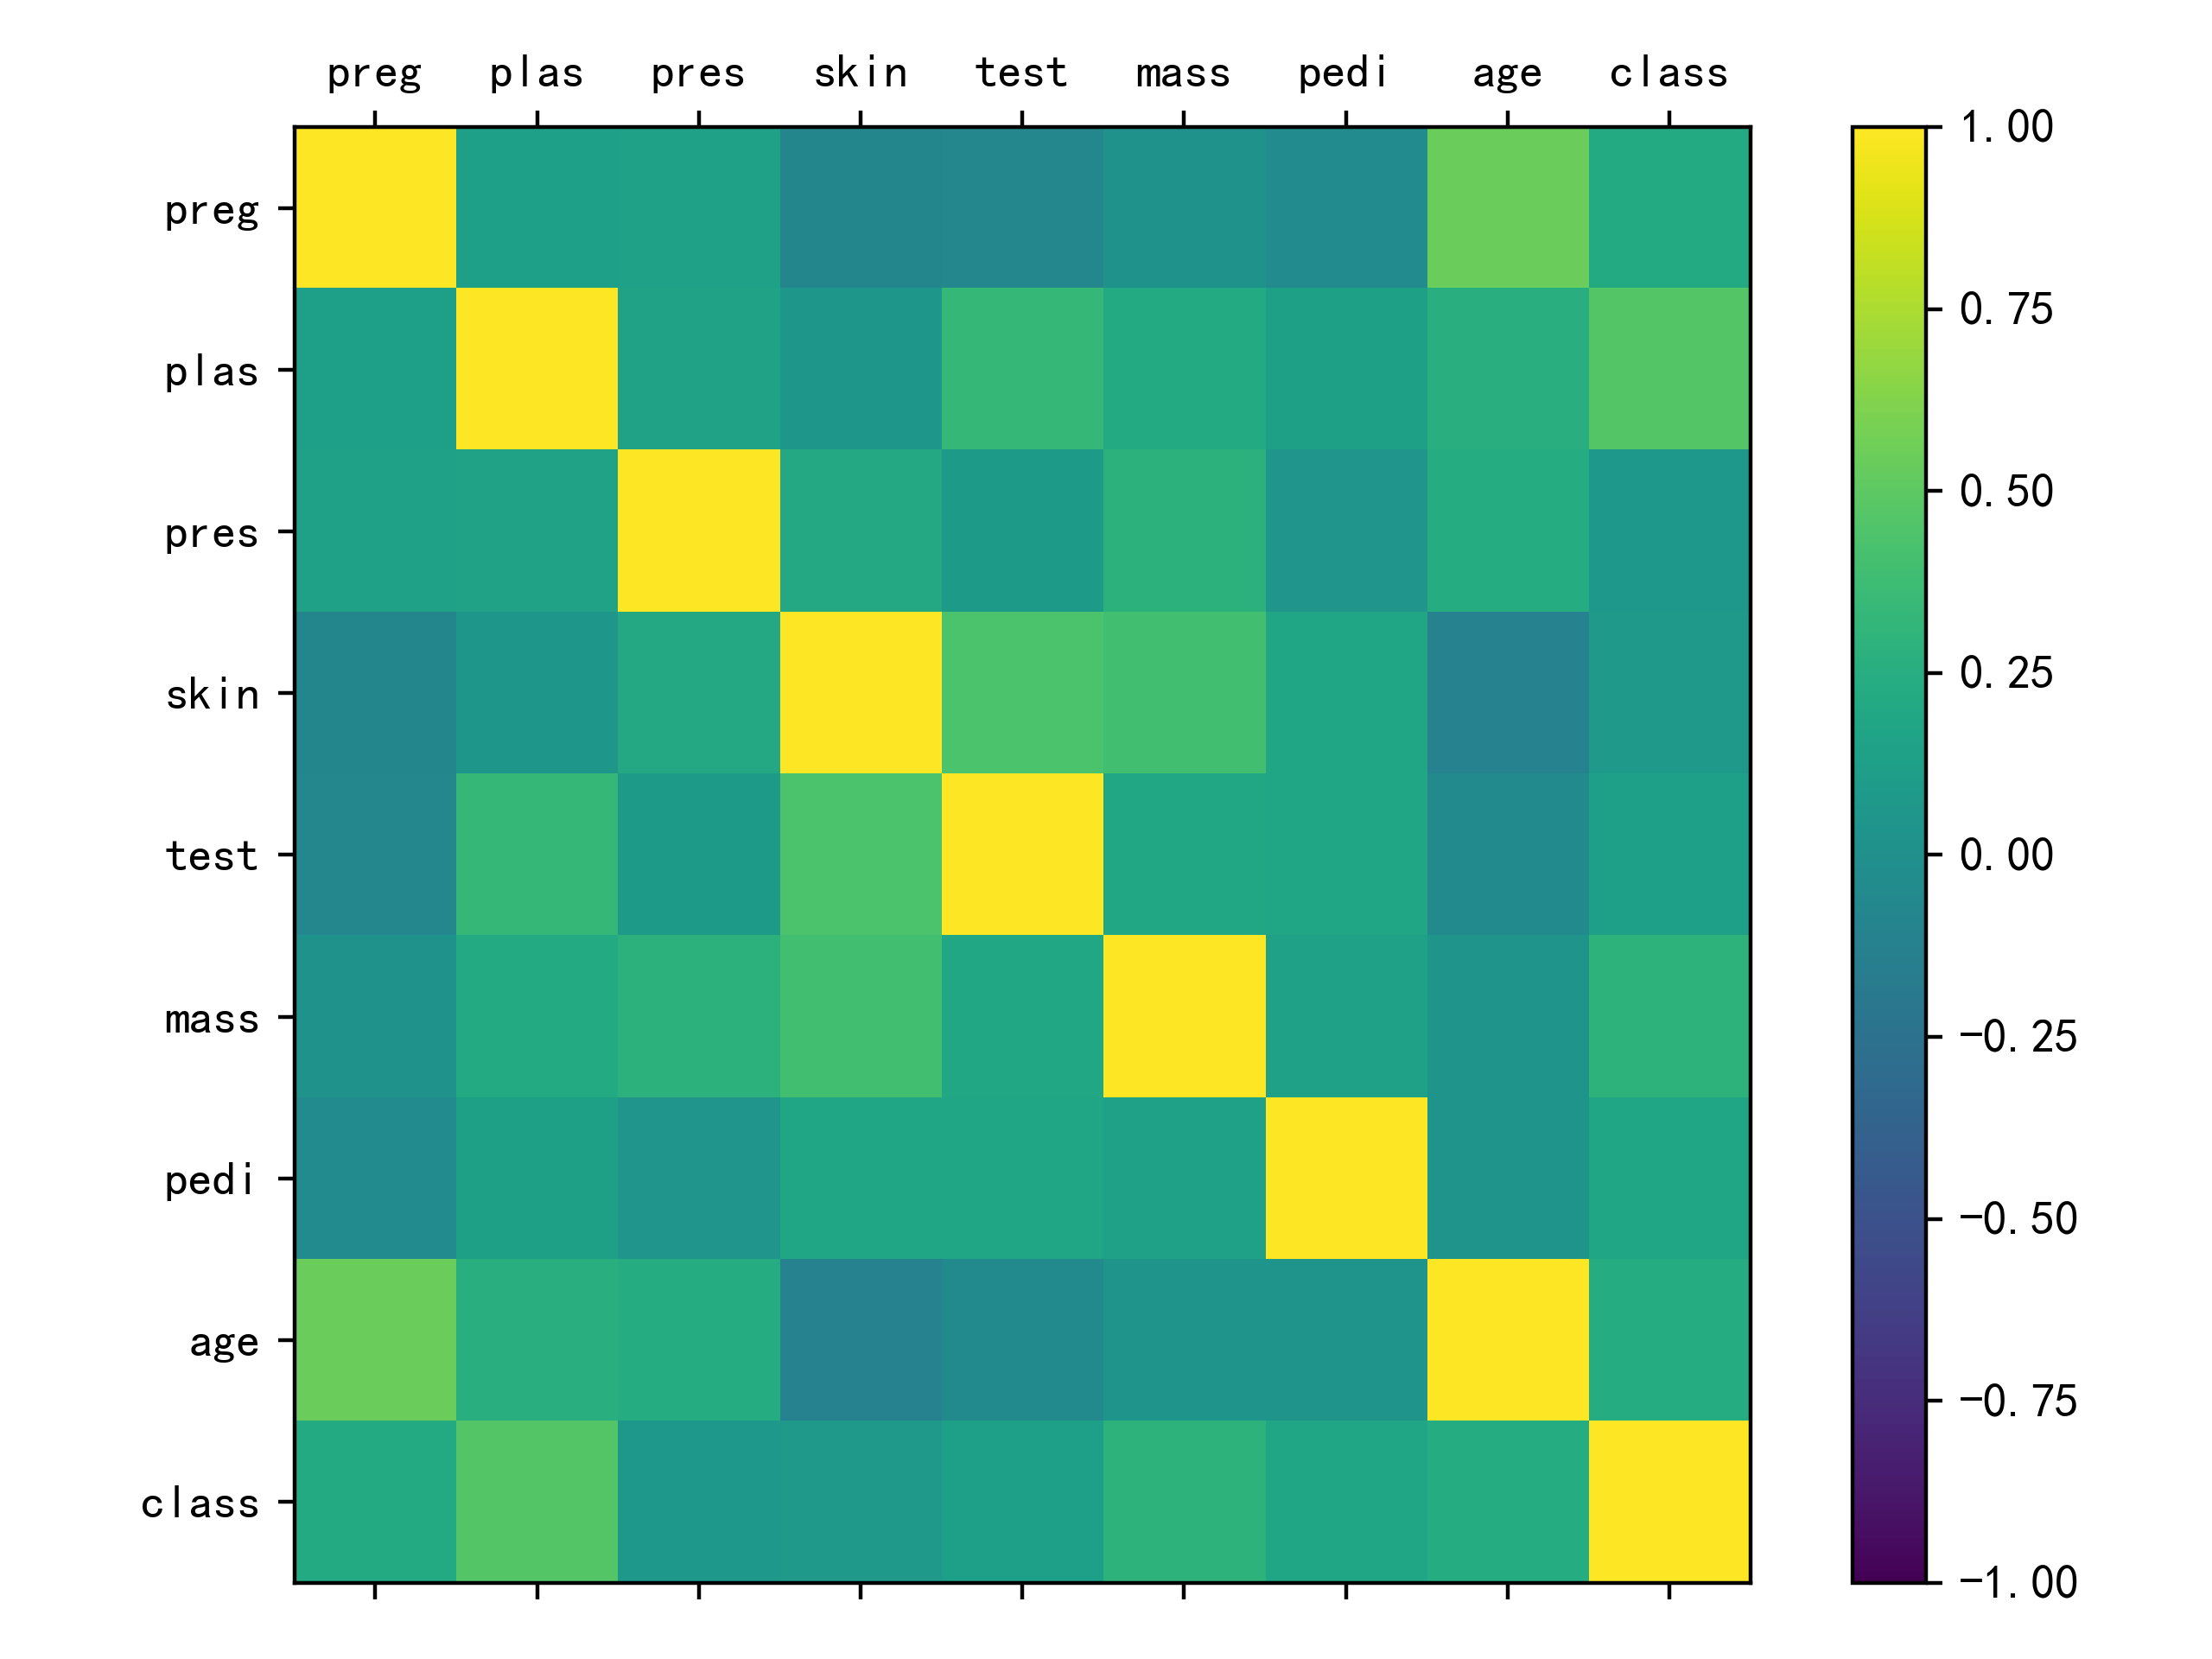 preg plas pres skin test mass pedi age class
preg
plas
pres
skin
test
mass
pedi
age
class
1.00
0.75
0.50
0.25
0.00
−0.25
−0.50
−0.75
−1.00